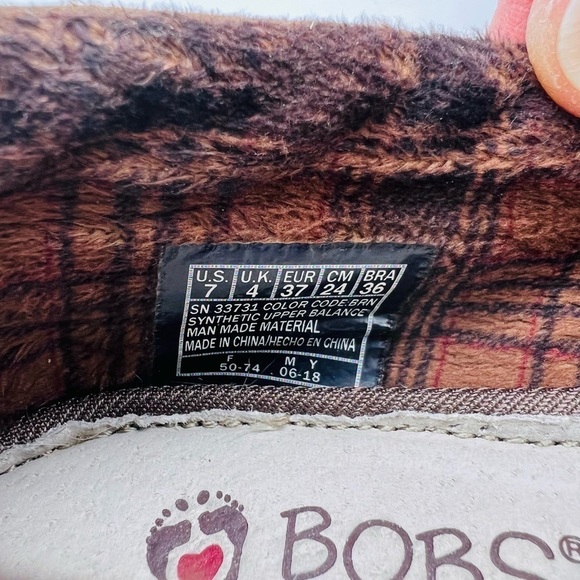 U.S. U.K. EUR CM BRA
7 4 37 24 36
SN 33731 COLOR CODE:BRN
SYNTHETIC UPPER BALANCE
MAN MADE MATERIAL
MADE IN CHINA/HECHO EN CHINA
F M Y
50-74 06-18
BOBS®